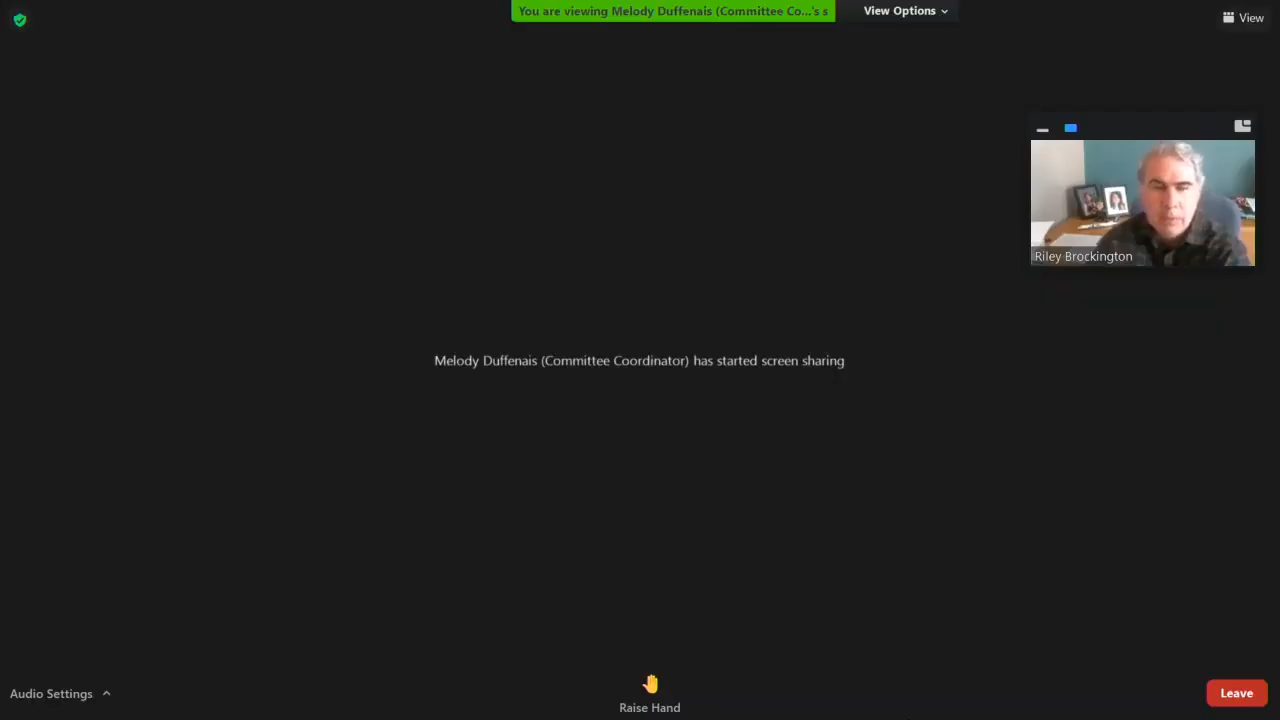 You are viewing Melody Duffenais (Committee Co...'s s
View Options
View
Riley Brockington
Melody Duffenais (Committee Coordinator) has started screen sharing
Audio Settings
Raise Hand
Leave